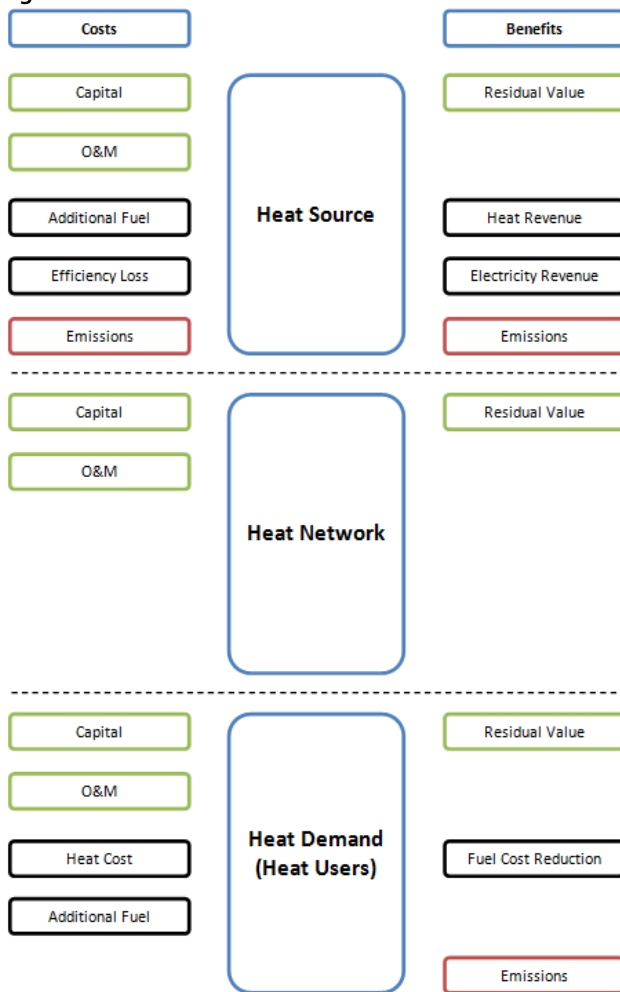 Costs
Benefits
Capital
Residual Value
O&M
Additional Fuel
Heat Source
Heat Revenue
Efficiency Loss
Electricity Revenue
Emissions
Emissions
Capital
Residual Value
O&M
Heat Network
Capital
Residual Value
O&M
Heat Demand
(Heat Users)
Heat Cost
Fuel Cost Reduction
Additional Fuel
Emissions